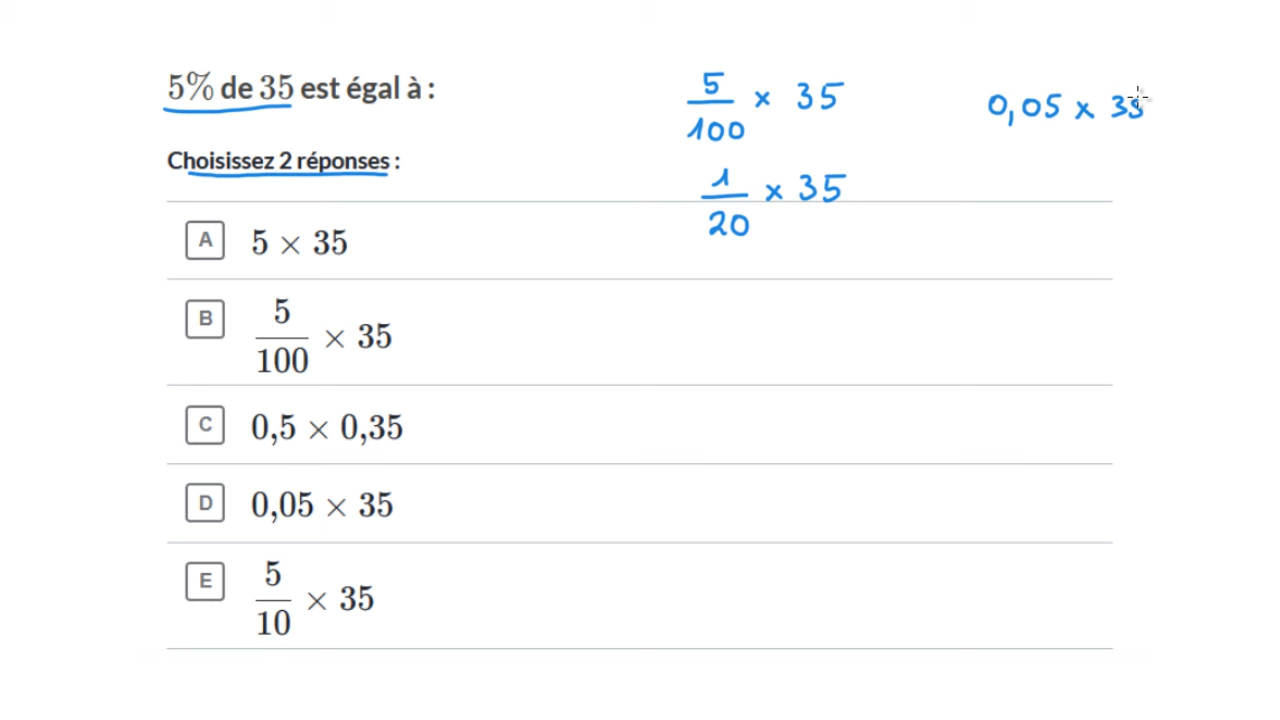 5% de 35 est égal à :
Choisissez 2 réponses :
A 5 × 35
B 5/100 × 35
C 0,5 × 0,35
D 0,05 × 35
E 5/10 × 35
5/100 × 35
1/20 × 35
0,05 × 35